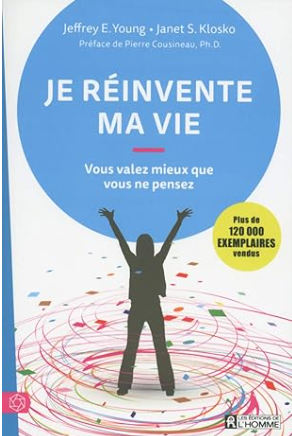 Jeffrey E. Young • Janet S. Klosko
Préface de Pierre Cousineau, Ph.D.
JE RÉINVENTE
MA VIE
Vous valez mieux que
vous ne pensez
Plus de
120 000
EXEMPLAIRES
vendus
LES ÉDITIONS DE
L'HOMME